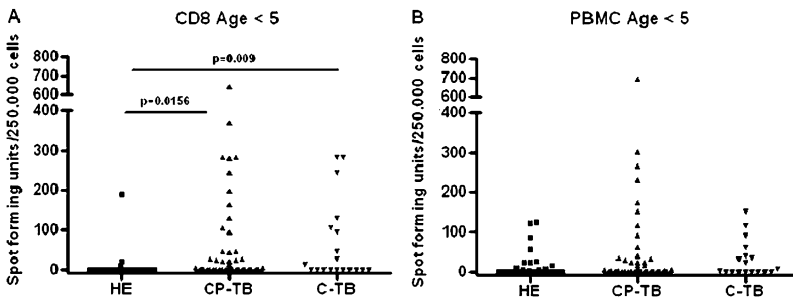 A
CD8 Age < 5
Spot forming units/250,000 cells
800
700
600
400
300
200
100
0
p=0.009
p=0.0156
HE
CP-TB
C-TB
B
PBMC Age < 5
Spot forming units/250,000 cells
800
700
600
400
300
200
100
0
HE
CP-TB
C-TB